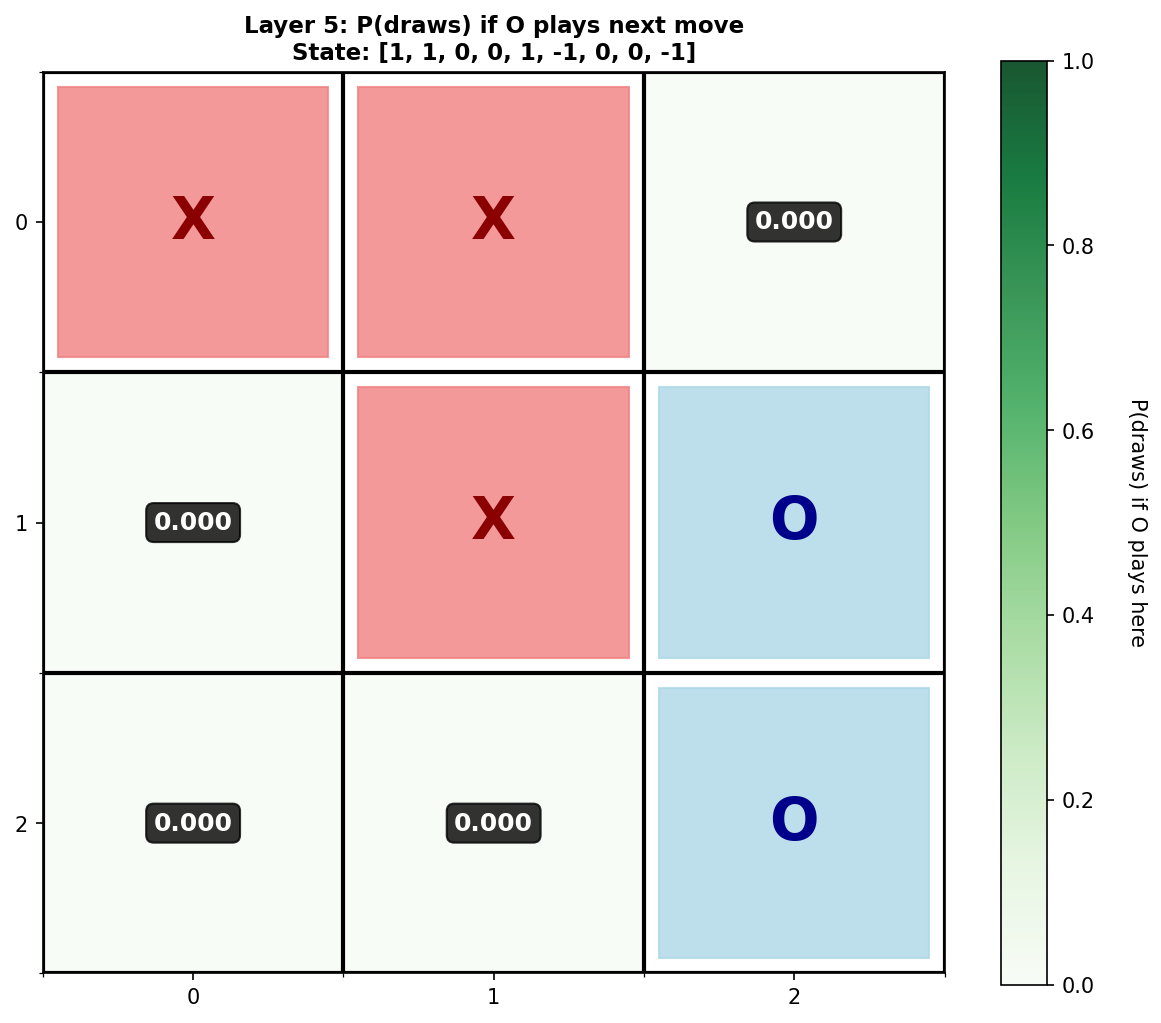 Layer 5: P(draws) if O plays next move
State: [1, 1, 0, 0, 1, -1, 0, 0, -1]
0
X
X
0.000
1
0.000
X
O
2
0.000
0.000
O
0
1
2
1.0
0.8
0.6
0.4
0.2
0.0
P(draws) if O plays here